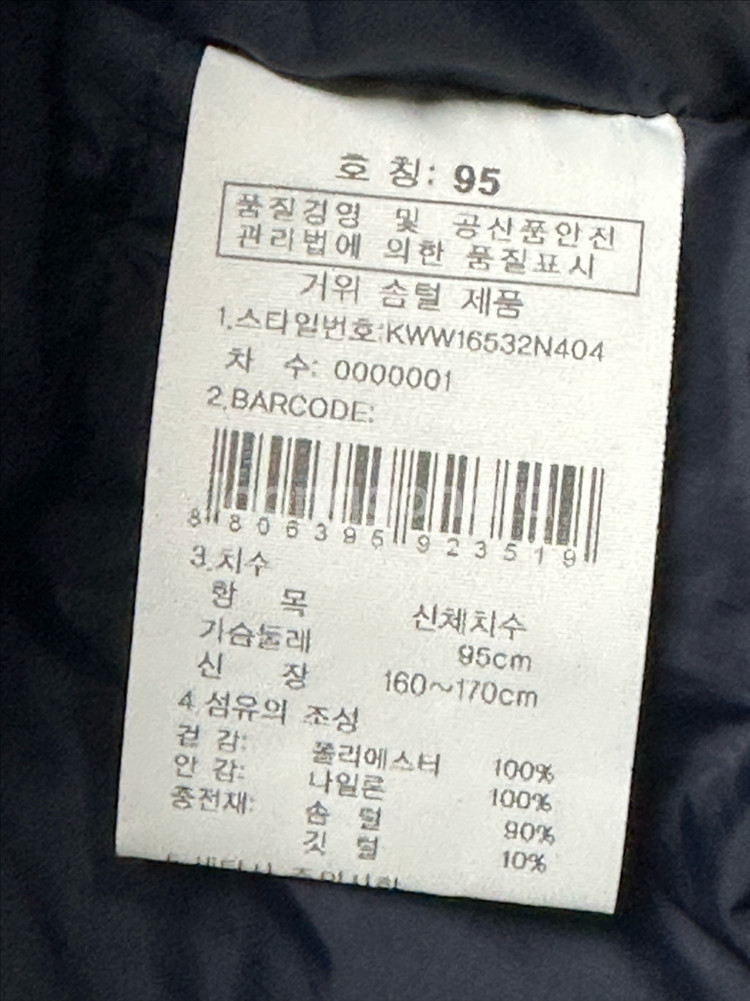 호 칭: 95
품질경영 및 공산품안전
관리법에 의한 품질표시
거위 솜털 제품
1.스타일번호:KWW16532N404
차 수: 0000001
2.BARCODE:
8 806395 923519
3.치수
항 목 신체치수
가슴둘레 95cm
신 장 160~170cm
4.섬유의 조성
겉 감: 폴리에스터 100%
안 감: 나일론 100%
충전재: 솜 털 90%
깃 털 10%